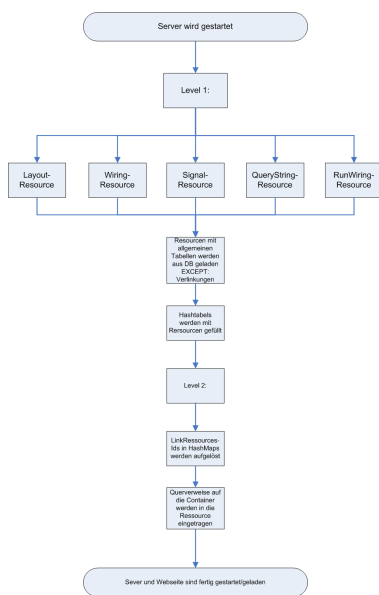 Server wird gestartet
Level 1:
Layout-
Resource
Wiring-
Resource
Signal-
Resource
QueryString-
Resource
RunWiring-
Resource
Resourcen mit
allgemeinen
Tabellen werden
aus DB geladen
EXCEPT:
Verlinkungen
Hashtabels
werden mit
Rersourcen gefüllt
Level 2:
LinkRessources-
Ids in HashMaps
werden aufgelöst
Querverweise auf
die Container
werden in die
Ressource
eingetragen
Sever und Webseite sind fertig gestartet/geladen